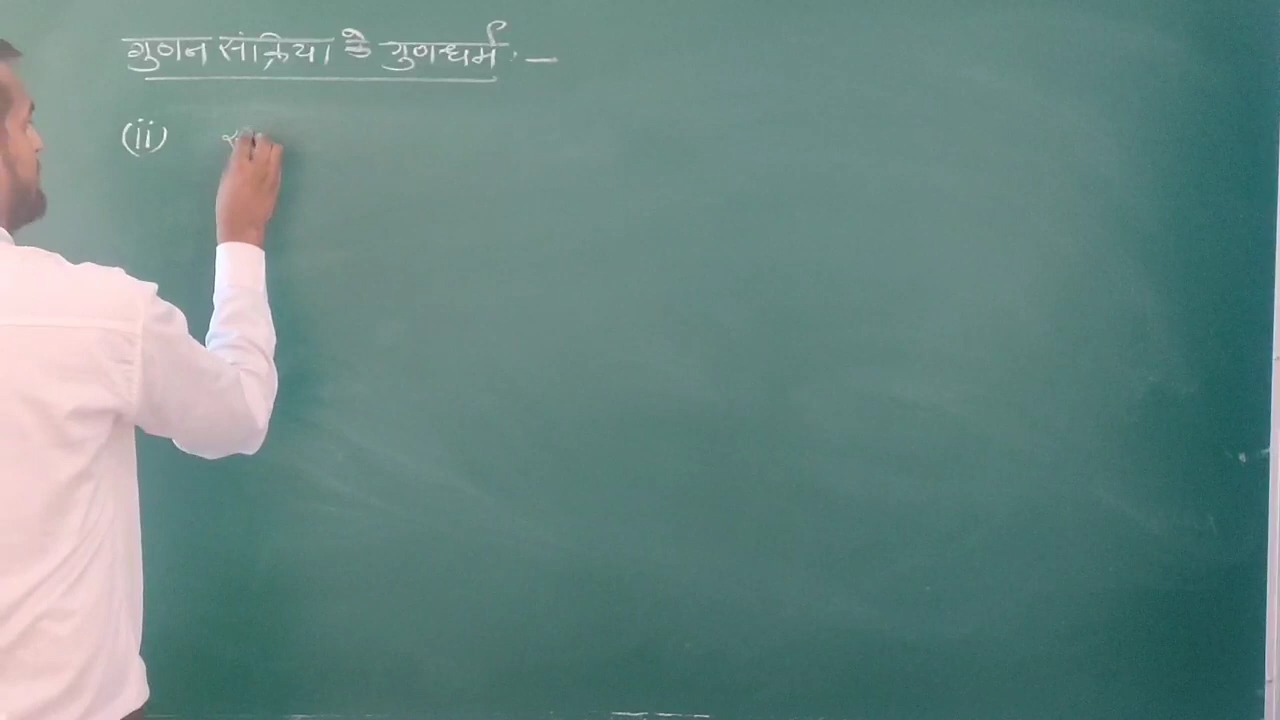 गुणन संक्रिया के गुणधर्म :—
(ii)